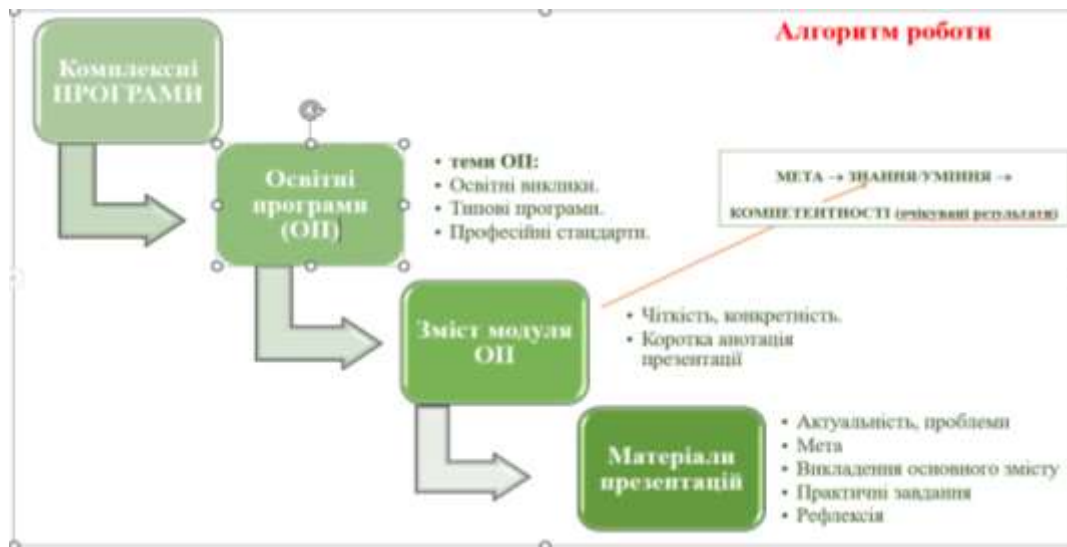 Алгоритм роботи
Комплексні
ПРОГРАМИ
Освітні
програми
(ОП)
• теми ОП:
• Освітні виклики.
• Типові програми.
• Професійні стандарти.
МЕТА → ЗНАННЯ/УМІННЯ →
КОМПЕТЕНТНОСТІ (очікувані результати)
Зміст модуля
ОП
• Чіткість, конкретність.
• Коротка анотація
презентації
Матеріали
презентацій
• Актуальність, проблеми
• Мета
• Викладення основного змісту
• Практичні завдання
• Рефлексія